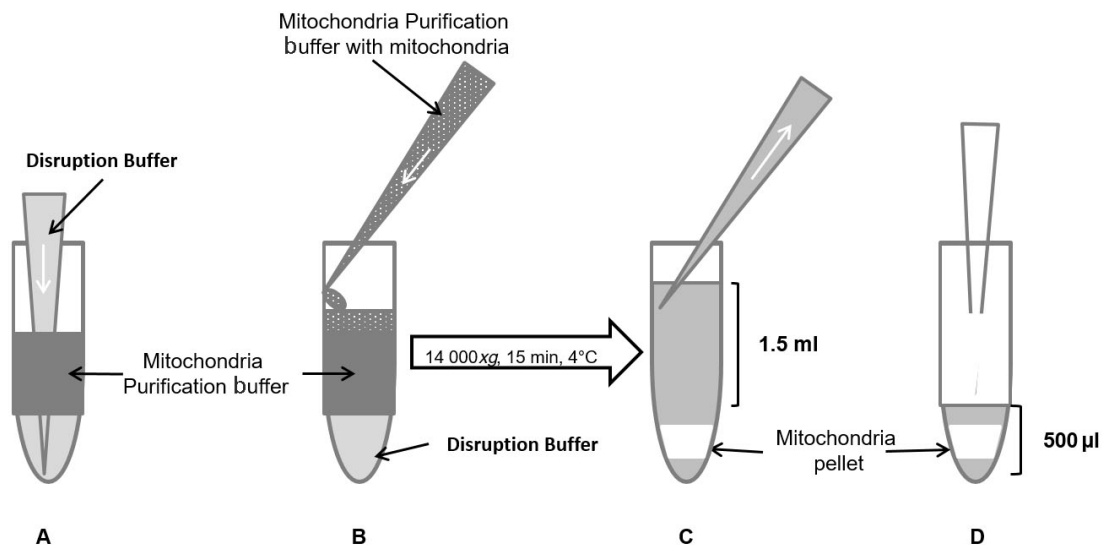 Mitochondria Purification
buffer with mitochondria
Disruption Buffer
Mitochondria
Purification buffer
14 000xg, 15 min, 4°C
Disruption Buffer
1.5 ml
Mitochondria
pellet
500 µl
A
B
C
D